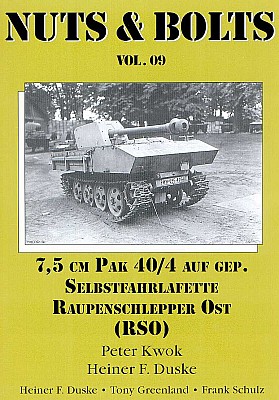 NUTS & BOLTS
VOL. 09
7,5 CM PAK 40/4 AUF GEP.
SELBSTFAHRLAFETTE
RAUPENSCHLEPPER OST
(RSO)
Peter Kwok
Heiner F. Duske
Heiner F. Duske • Tony Greenland • Frank Schulz